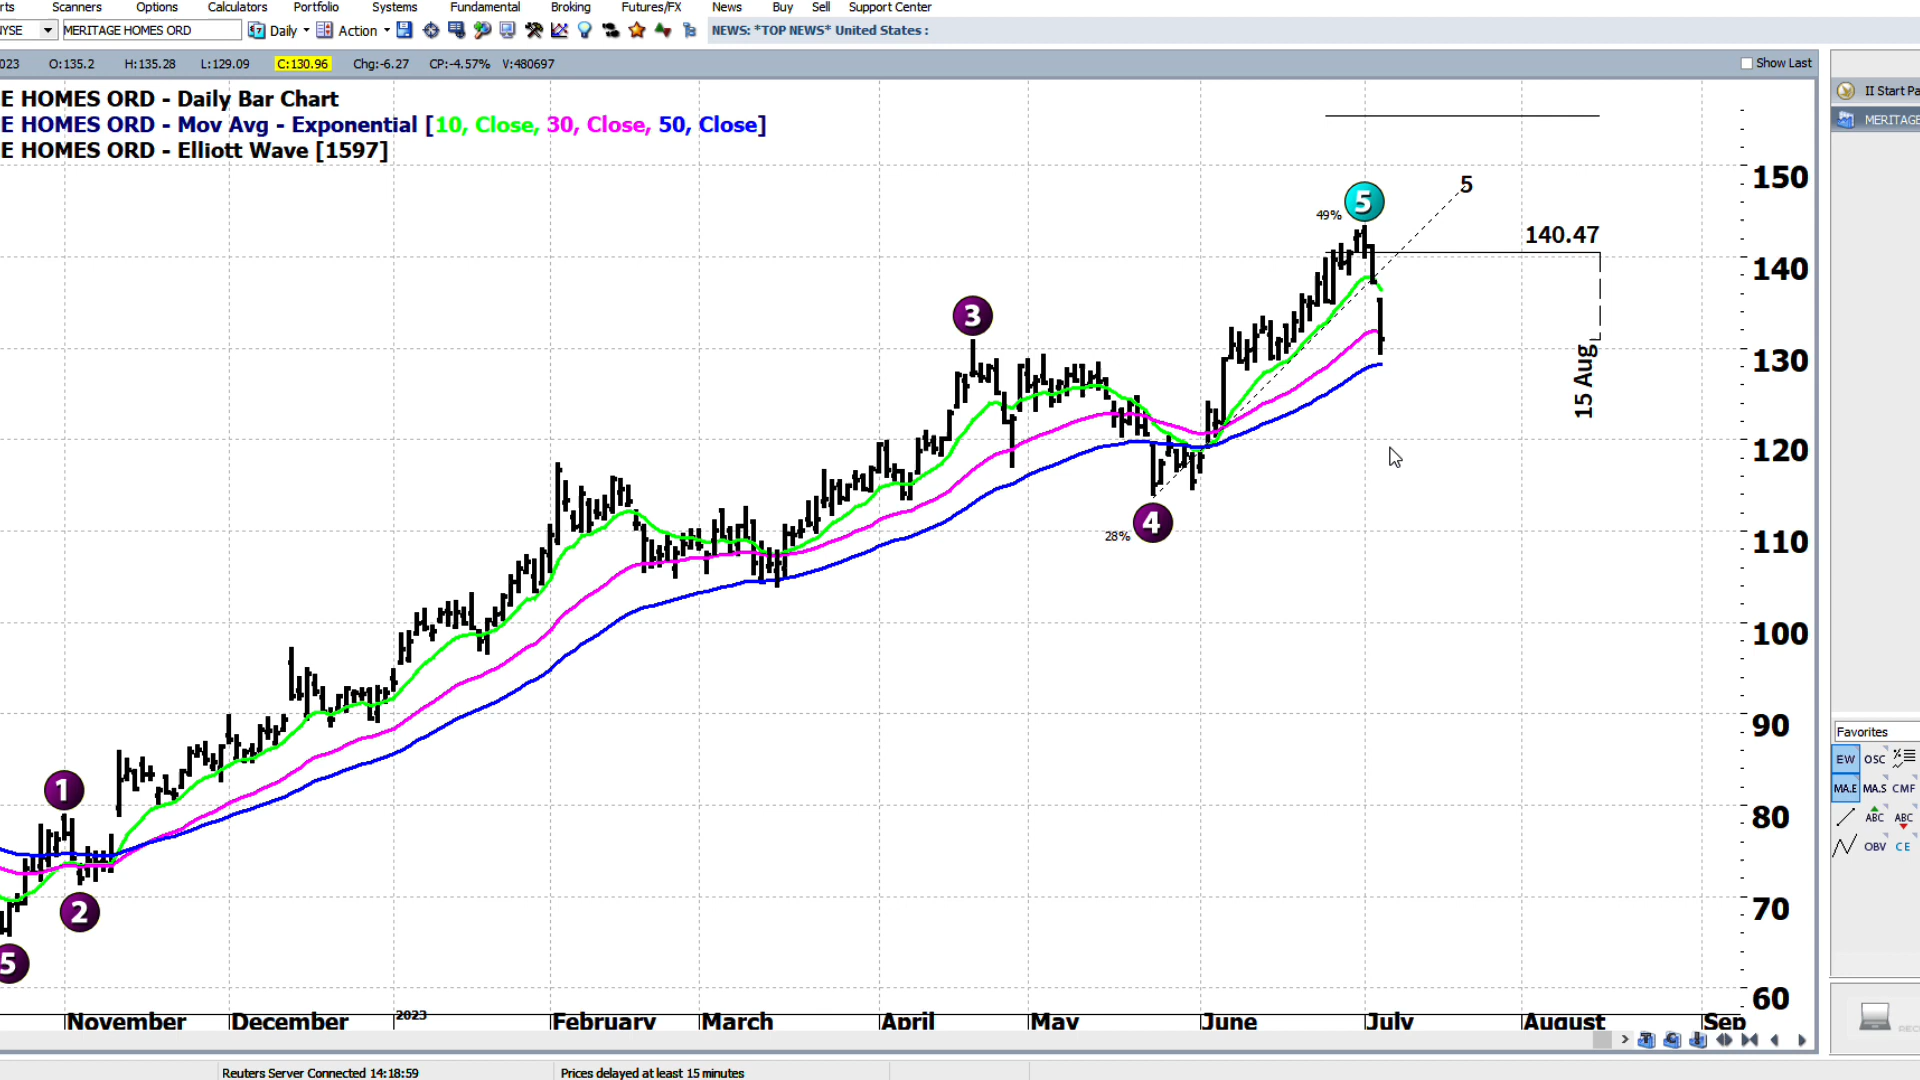 rts Scanners Options Calculators Portfolio Systems Fundamental Broking Futures/FX News Buy Sell Support Center
NYSE MERITAGE HOMES ORD Daily Action NEWS: *TOP NEWS* United States :
023 O:135.2 H:135.28 L:129.09 C:130.96 Chg:-6.27 CP:-4.57% V:480697 Show Last
E HOMES ORD - Daily Bar Chart
E HOMES ORD - Mov Avg - Exponential [10, Close, 30, Close, 50, Close]
E HOMES ORD - Elliott Wave [1597]
II Start Pa
MERITAGE
150
5
5
49%
140.47
140
3
15 Aug
130
120
4
28%
110
100
90
1
80
2
70
5
60
Favorites
EW OSC
MA.E MA.S CMF
ABC ABC
OBV CE
REC
November December 2023 February March April May June July August Sep
Reuters Server Connected 14:18:59 Prices delayed at least 15 minutes